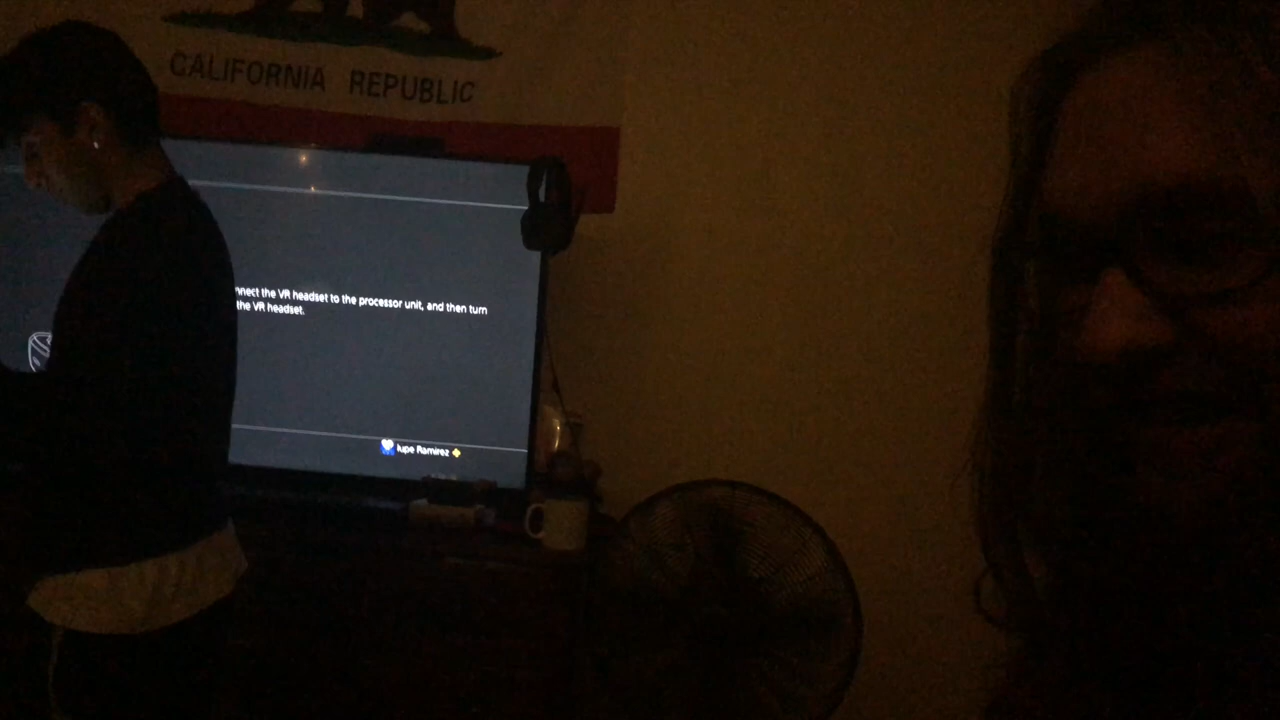 CALIFORNIA REPUBLIC
nnect the VR headset to the processor unit, and then turn
the VR headset.
lupe Ramirez